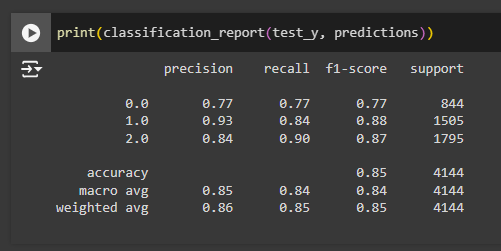 print(classification_report(test_y, predictions))
precision recall f1-score support
0.0 0.77 0.77 0.77 844
1.0 0.93 0.84 0.88 1505
2.0 0.84 0.90 0.87 1795
accuracy 0.85 4144
macro avg 0.85 0.84 0.84 4144
weighted avg 0.86 0.85 0.85 4144